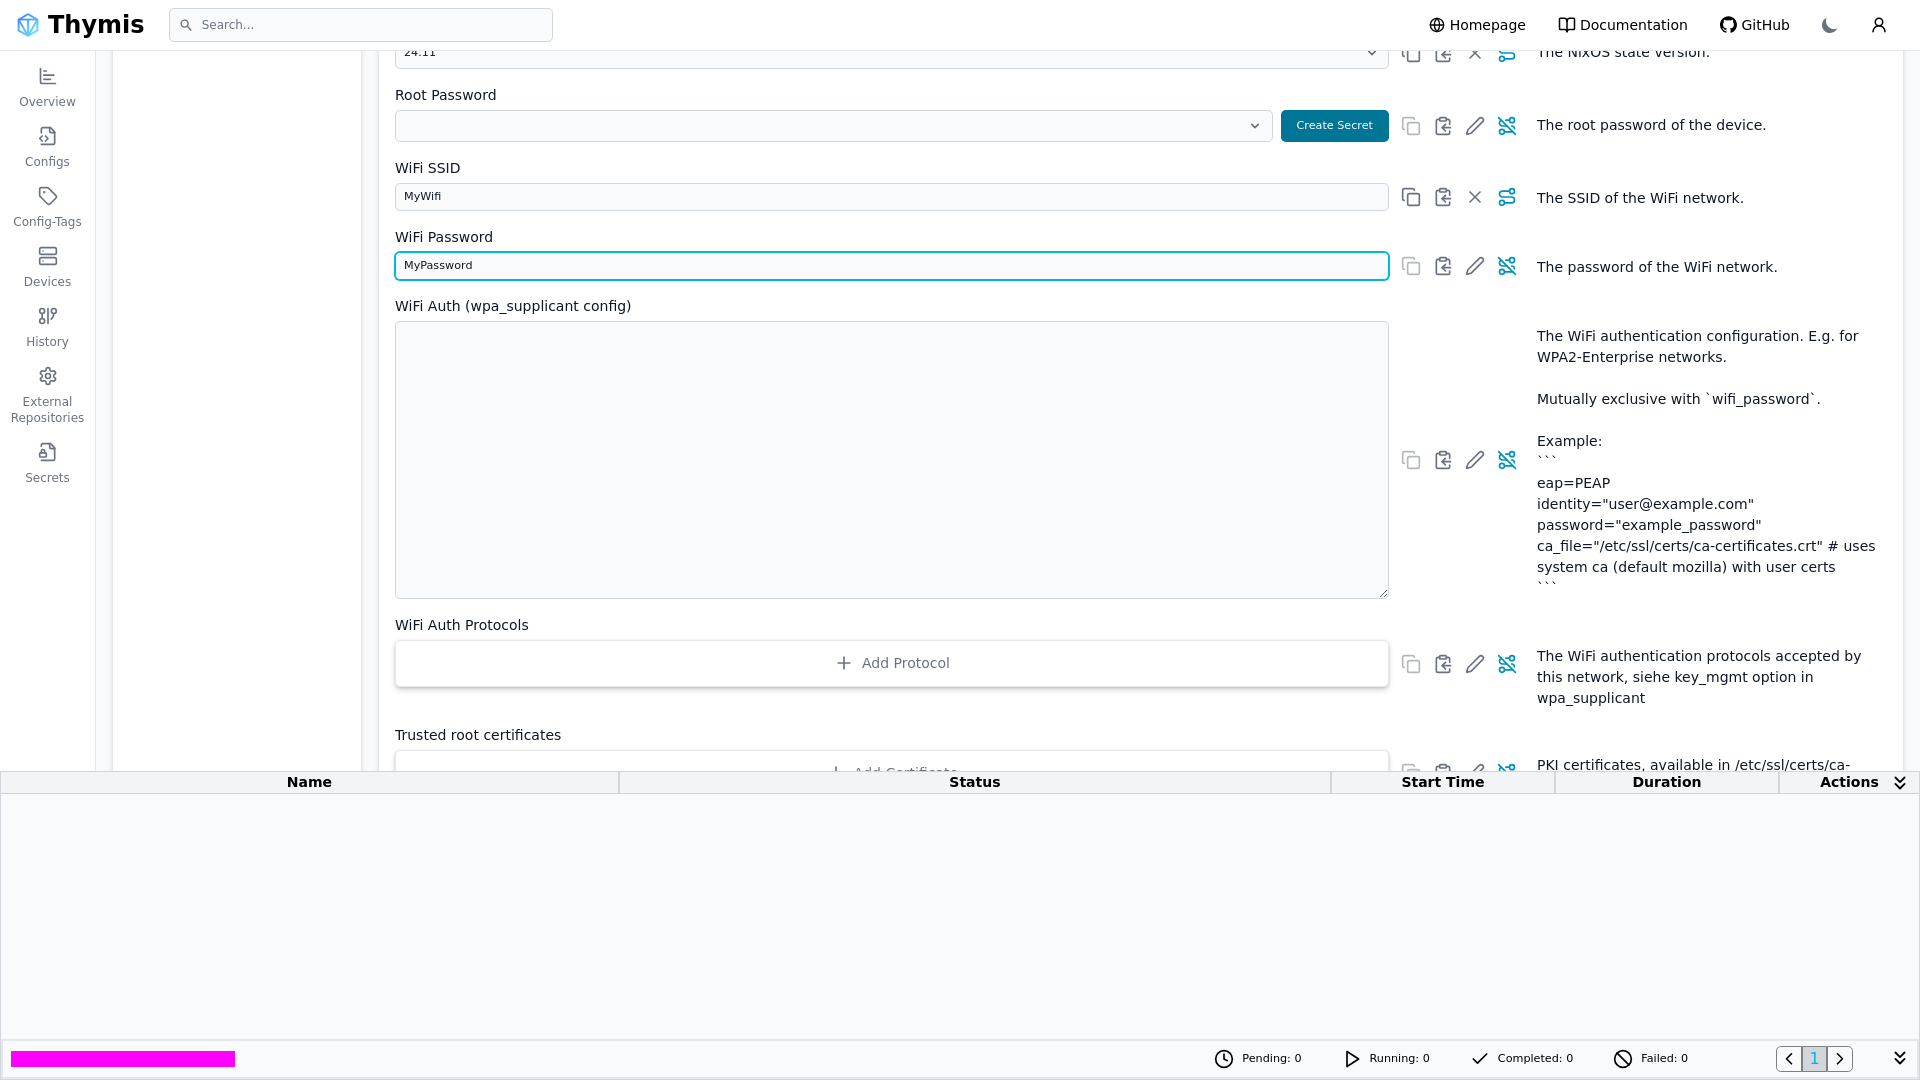 Thymis
Search...
Homepage
Documentation
GitHub
Overview
Configs
Config-Tags
Devices
History
External
Repositories
Secrets
24.11
The NixOS state version.
Root Password
Create Secret
The root password of the device.
WiFi SSID
MyWifi
The SSID of the WiFi network.
WiFi Password
MyPassword
The password of the WiFi network.
WiFi Auth (wpa_supplicant config)
The WiFi authentication configuration. E.g. for
WPA2-Enterprise networks.
Mutually exclusive with `wifi_password`.
Example:
```
eap=PEAP
identity="user@example.com"
password="example_password"
ca_file="/etc/ssl/certs/ca-certificates.crt" # uses
system ca (default mozilla) with user certs
```
WiFi Auth Protocols
Add Protocol
The WiFi authentication protocols accepted by
this network, siehe key_mgmt option in
wpa_supplicant
Trusted root certificates
Add Certificate
PKI certificates, available in /etc/ssl/certs/ca-
Name
Status
Start Time
Duration
Actions
Pending: 0
Running: 0
Completed: 0
Failed: 0
1